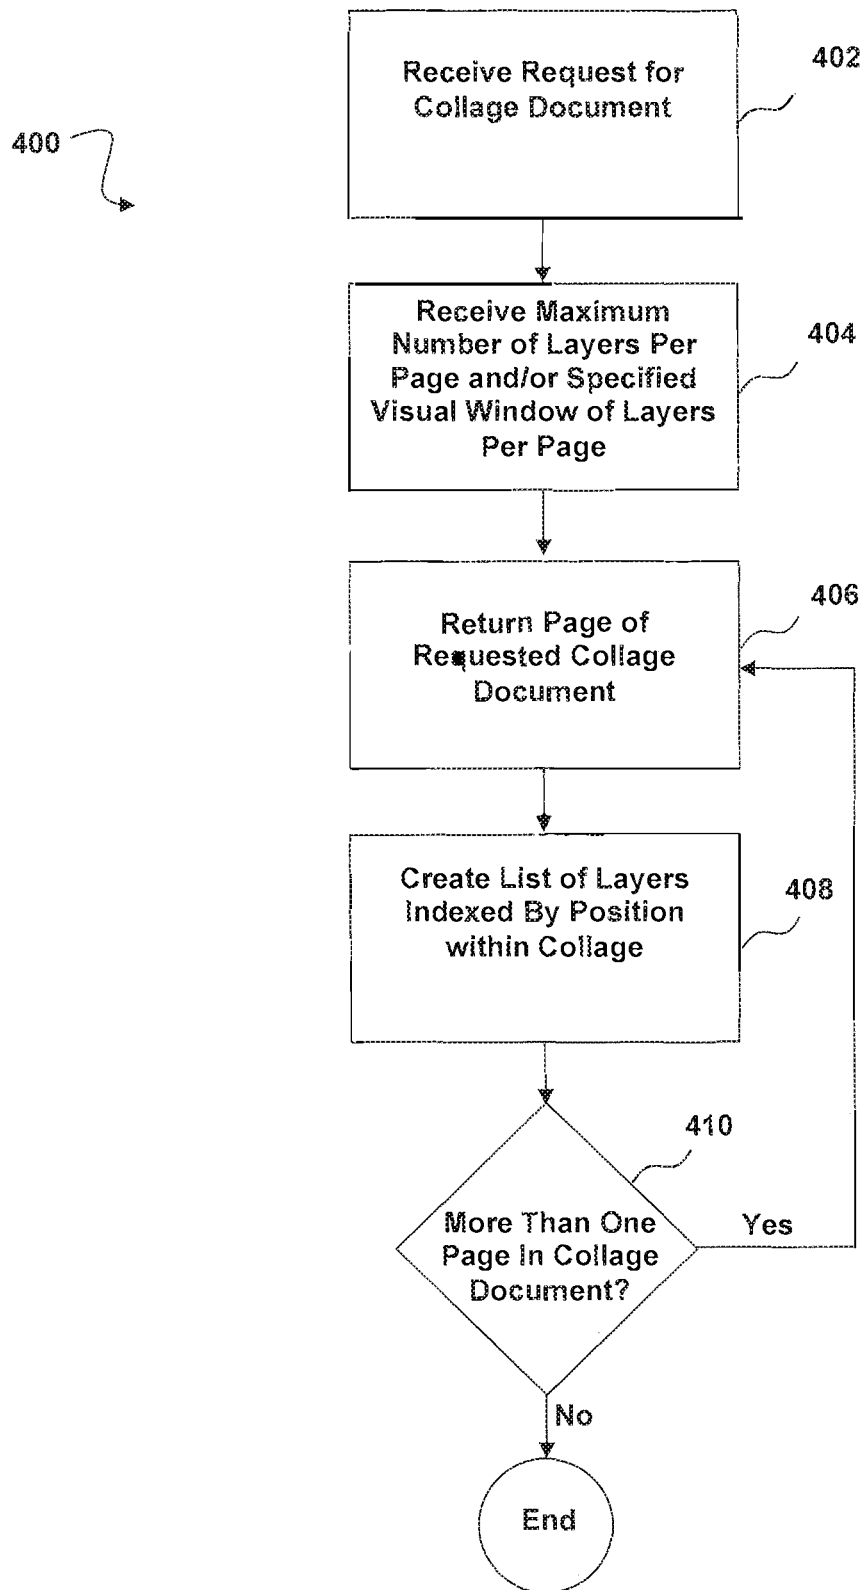 402
Receive Request for
Collage Document
400
Receive Maximum
Number of Layers Per
Page and/or Specified
Visual Window of Layers
Per Page
404
Return Page of
Requested Collage
Document
406
Create List of Layers
Indexed By Position
within Collage
408
410
More Than One
Page In Collage
Document?
Yes
No
End